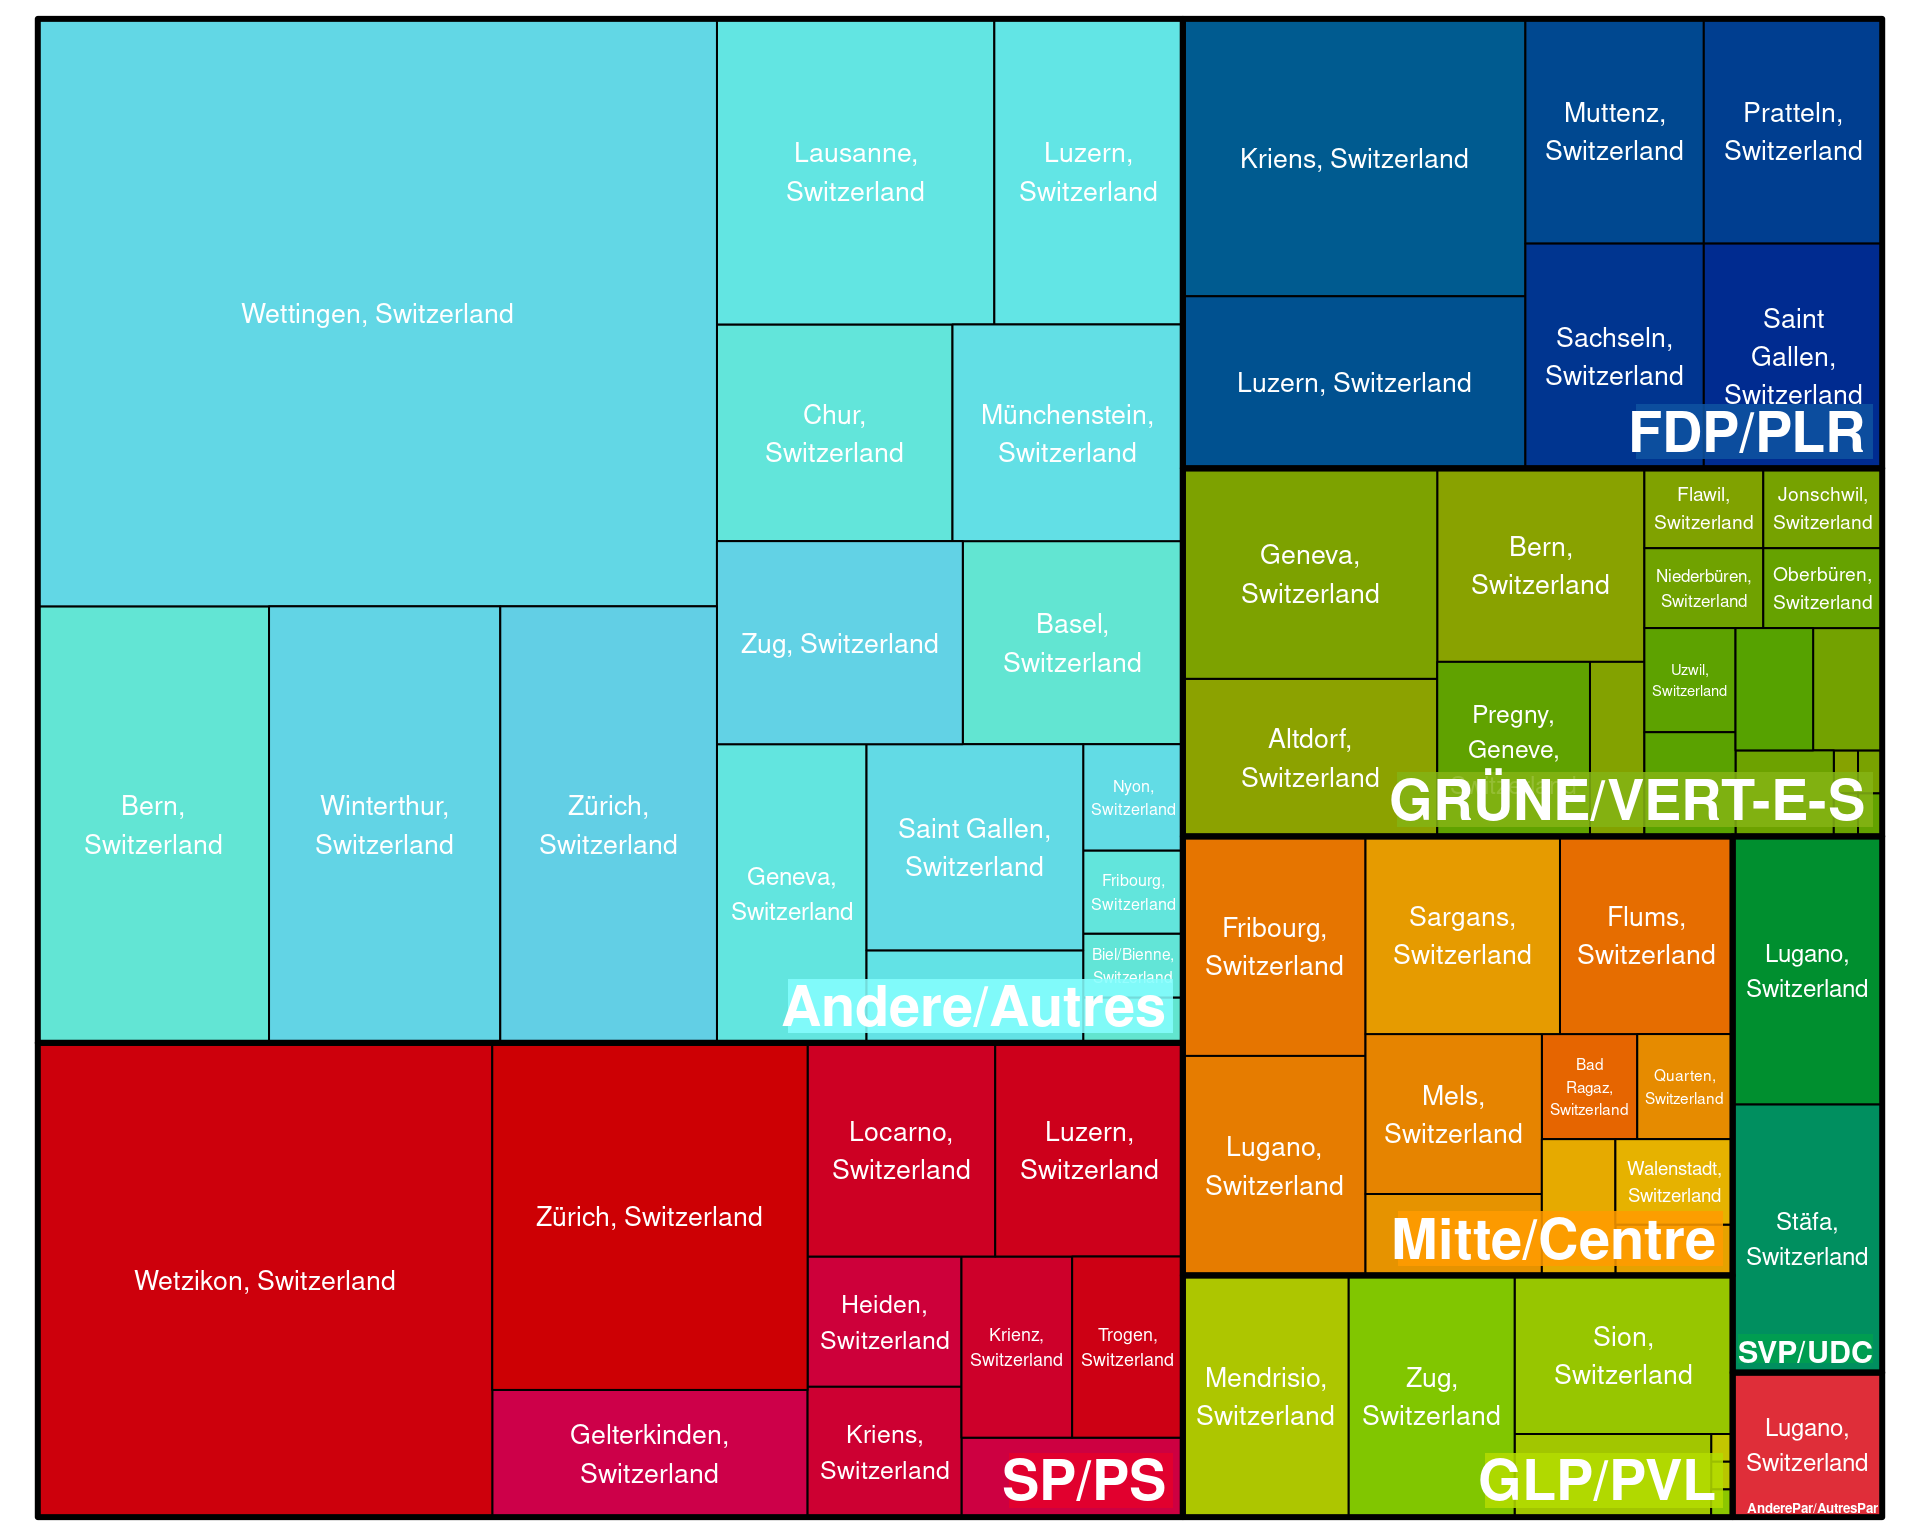 Wettingen, Switzerland
Lausanne,
Switzerland
Luzern,
Switzerland
Chur,
Switzerland
Münchenstein,
Switzerland
Zug, Switzerland
Basel,
Switzerland
Bern,
Switzerland
Winterthur,
Switzerland
Zürich,
Switzerland
Geneva,
Switzerland
Saint Gallen,
Switzerland
Nyon,
Switzerland
Fribourg,
Switzerland
Biel/Bienne,
Switzerland
Andere/Autres
Wetzikon, Switzerland
Zürich, Switzerland
Gelterkinden,
Switzerland
Locarno,
Switzerland
Luzern,
Switzerland
Heiden,
Switzerland
Krienz,
Switzerland
Trogen,
Switzerland
Kriens,
Switzerland
SP/PS
Kriens, Switzerland
Muttenz,
Switzerland
Pratteln,
Switzerland
Luzern, Switzerland
Sachseln,
Switzerland
Saint
Gallen,
Switzerland
FDP/PLR
Geneva,
Switzerland
Bern,
Switzerland
Flawil,
Switzerland
Jonschwil,
Switzerland
Niederbüren,
Switzerland
Oberbüren,
Switzerland
Uzwil,
Switzerland
Altdorf,
Switzerland
Pregny,
Geneve,
Switzerland
GRÜNE/VERT-E-S
Fribourg,
Switzerland
Sargans,
Switzerland
Flums,
Switzerland
Lugano,
Switzerland
Mels,
Switzerland
Bad
Ragaz,
Switzerland
Quarten,
Switzerland
Walenstadt,
Switzerland
Mitte/Centre
Lugano,
Switzerland
Stäfa,
Switzerland
SVP/UDC
Mendrisio,
Switzerland
Zug,
Switzerland
Sion,
Switzerland
GLP/PVL
Lugano,
Switzerland
AnderePar/AutresPar